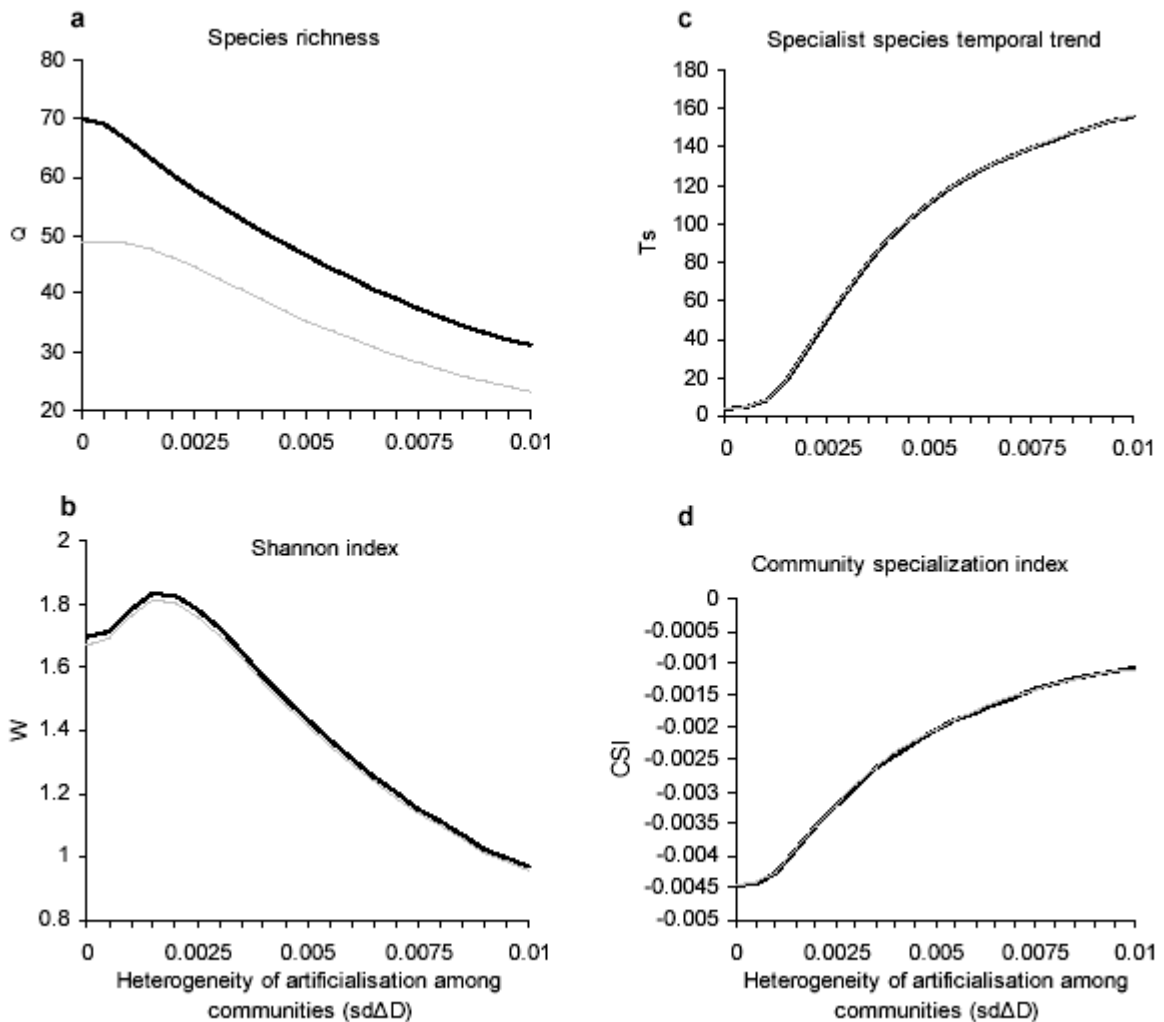 a
Species richness
80
70
60
50
40
30
20
Q
0 0.0025 0.005 0.0075 0.01
c
Specialist species temporal trend
180
160
140
120
100
80
60
40
20
0
Ts
0 0.0025 0.005 0.0075 0.01
b
Shannon index
2
1.8
1.6
1.4
1.2
1
0.8
W
0 0.0025 0.005 0.0075 0.01
Heterogeneity of artificialisation among
communities (sdΔD)
d
Community specialization index
0
-0.0005
-0.001
-0.0015
-0.002
-0.0025
-0.003
-0.0035
-0.004
-0.0045
-0.005
CSI
0 0.0025 0.005 0.0075 0.01
Heterogeneity of artificialisation among
communities (sdΔD)